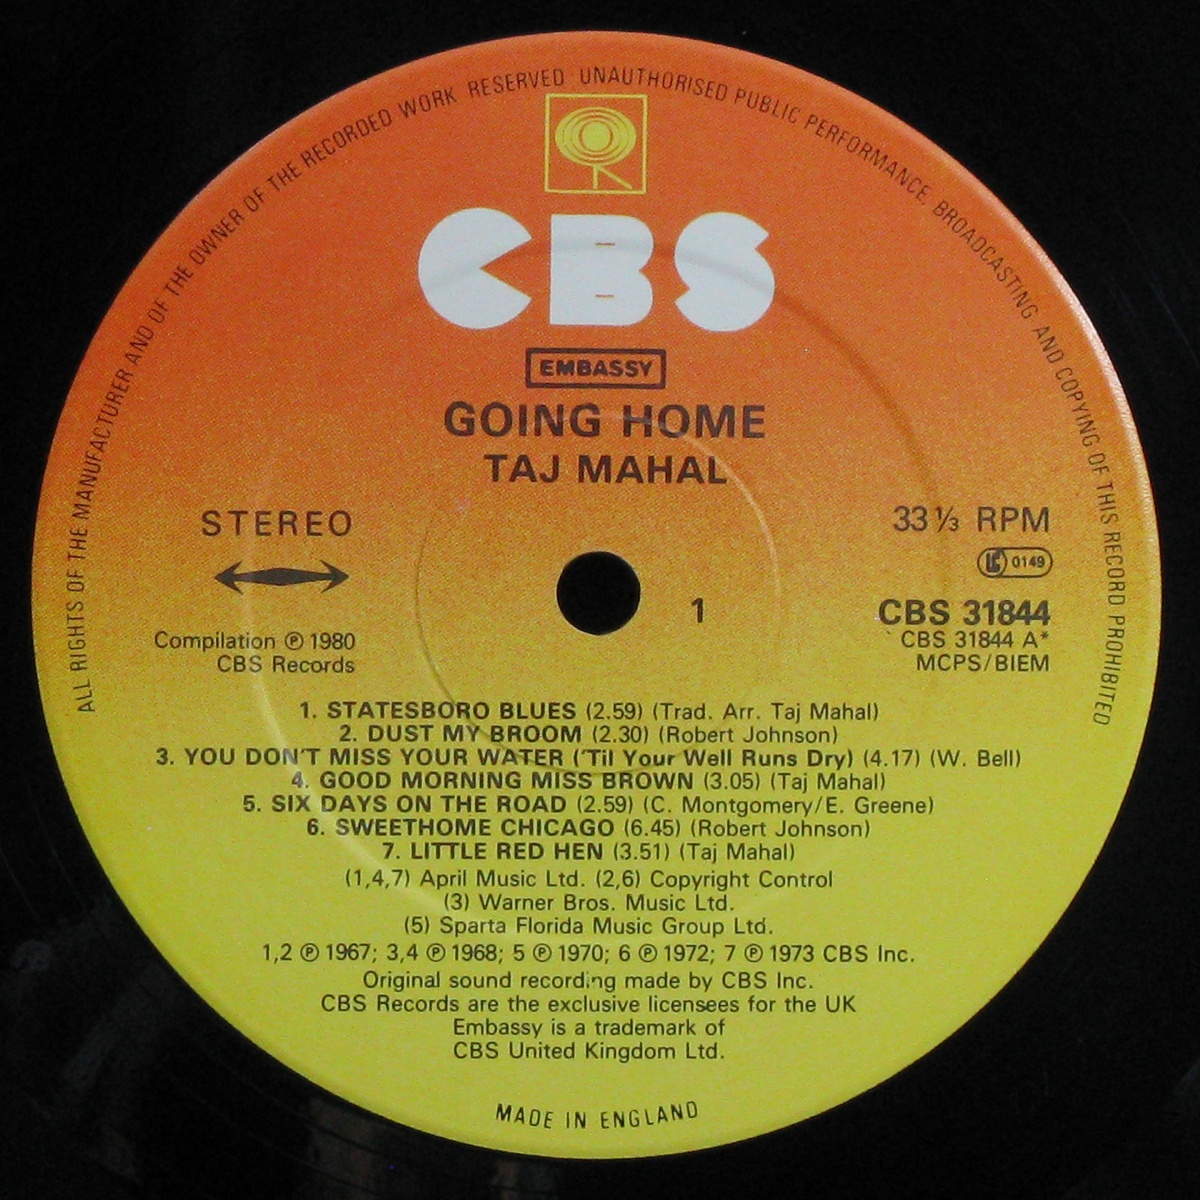 ALL RIGHTS OF THE MANUFACTURER AND OF THE OWNER OF THE RECORDED WORK RESERVED UNAUTHORISED PUBLIC PERFORMANCE, BROADCASTING AND COPYING OF THIS RECORD PROHIBITED
CBS
EMBASSY
GOING HOME
TAJ MAHAL
STEREO
33⅓ RPM
LC 0149
1
CBS 31844
CBS 31844 A*
MCPS/BIEM
Compilation ℗ 1980
CBS Records
1. STATESBORO BLUES (2.59) (Trad. Arr. Taj Mahal)
2. DUST MY BROOM (2.30) (Robert Johnson)
3. YOU DON'T MISS YOUR WATER ('Til Your Well Runs Dry) (4.17) (W. Bell)
4. GOOD MORNING MISS BROWN (3.05) (Taj Mahal)
5. SIX DAYS ON THE ROAD (2.59) (C. Montgomery/E. Greene)
6. SWEETHOME CHICAGO (6.45) (Robert Johnson)
7. LITTLE RED HEN (3.51) (Taj Mahal)
(1,4,7) April Music Ltd. (2,6) Copyright Control
(3) Warner Bros. Music Ltd.
(5) Sparta Florida Music Group Ltd.
1,2 ℗ 1967; 3,4 ℗ 1968; 5 ℗ 1970; 6 ℗ 1972; 7 ℗ 1973 CBS Inc.
Original sound recording made by CBS Inc.
CBS Records are the exclusive licensees for the UK
Embassy is a trademark of
CBS United Kingdom Ltd.
MADE IN ENGLAND